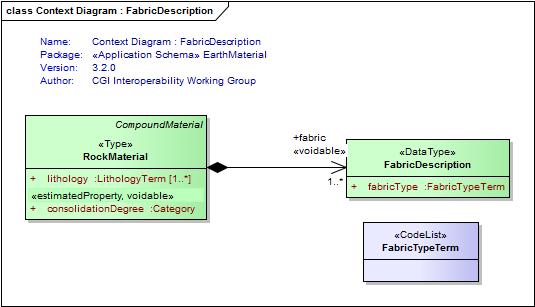 class Context Diagram : FabricDescription
Name: Context Diagram : FabricDescription
Package: «Application Schema» EarthMaterial
Version: 3.2.0
Author: CGI Interoperability Working Group
CompoundMaterial
«Type»
RockMaterial
+ lithology :LithologyTerm [1..*]
«estimatedProperty, voidable»
+ consolidationDegree :Category
+fabric
«voidable»
1..*
«DataType»
FabricDescription
+ fabricType :FabricTypeTerm
«CodeList»
FabricTypeTerm